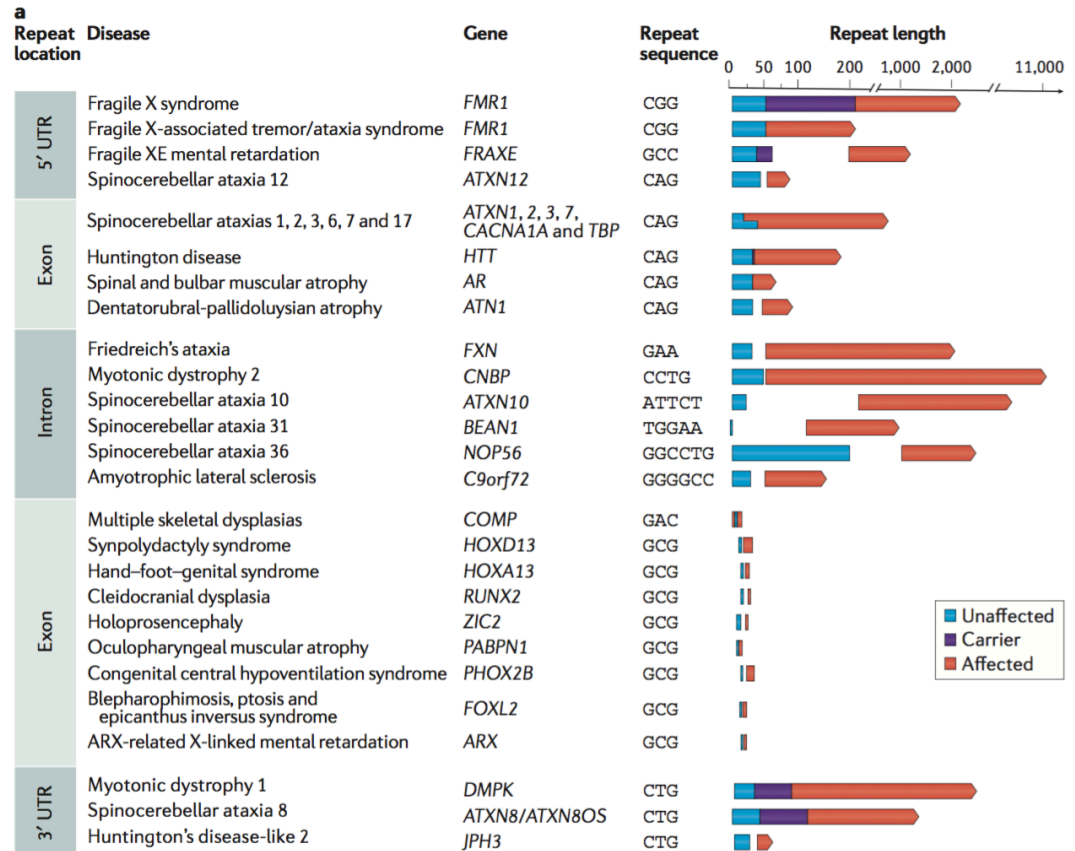 a
Repeat location Disease Gene Repeat sequence Repeat length
0 50 100 200 1,000 2,000 11,000
5′ UTR
Fragile X syndrome FMR1 CGG
Fragile X-associated tremor/ataxia syndrome FMR1 CGG
Fragile XE mental retardation FRAXE GCC
Spinocerebellar ataxia 12 ATXN12 CAG
Exon
Spinocerebellar ataxias 1, 2, 3, 6, 7 and 17 ATXN1, 2, 3, 7, CACNA1A and TBP CAG
Huntington disease HTT CAG
Spinal and bulbar muscular atrophy AR CAG
Dentatorubral-pallidoluysian atrophy ATN1 CAG
Intron
Friedreich's ataxia FXN GAA
Myotonic dystrophy 2 CNBP CCTG
Spinocerebellar ataxia 10 ATXN10 ATTCT
Spinocerebellar ataxia 31 BEAN1 TGGAA
Spinocerebellar ataxia 36 NOP56 GGCCTG
Amyotrophic lateral sclerosis C9orf72 GGGGCC
Exon
Multiple skeletal dysplasias COMP GAC
Synpolydactyly syndrome HOXD13 GCG
Hand–foot–genital syndrome HOXA13 GCG
Cleidocranial dysplasia RUNX2 GCG
Holoprosencephaly ZIC2 GCG
Oculopharyngeal muscular atrophy PABPN1 GCG
Congenital central hypoventilation syndrome PHOX2B GCG
Blepharophimosis, ptosis and
epicanthus inversus syndrome FOXL2 GCG
ARX-related X-linked mental retardation ARX GCG
Unaffected
Carrier
Affected
3′ UTR
Myotonic dystrophy 1 DMPK CTG
Spinocerebellar ataxia 8 ATXN8/ATXN8OS CTG
Huntington's disease-like 2 JPH3 CTG